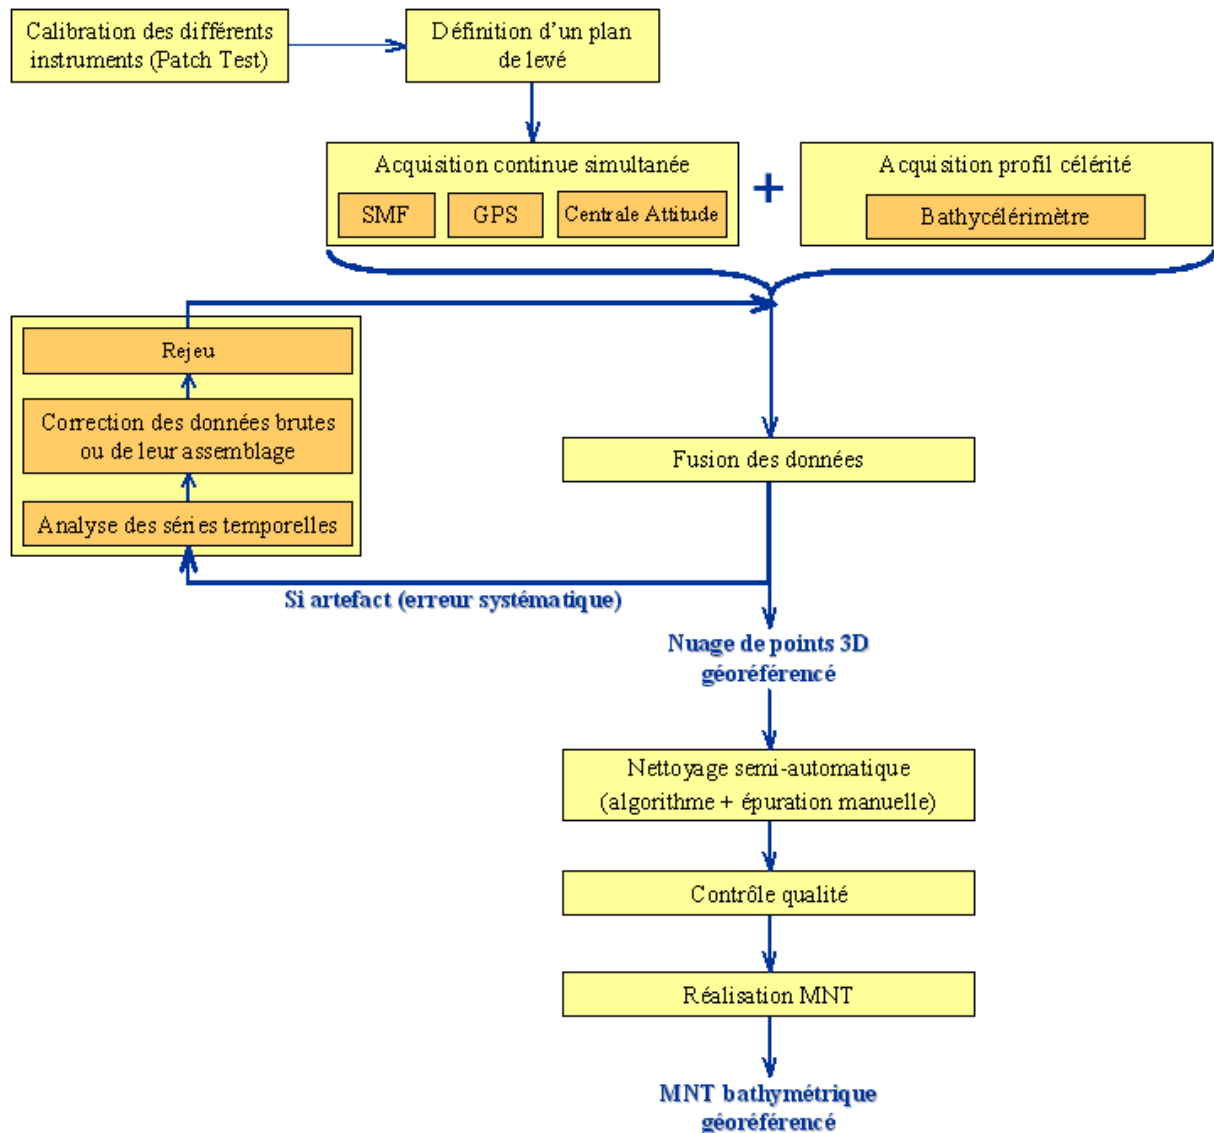 Calibration des différents
instruments (Patch Test)
Définition d'un plan
de levé
Acquisition continue simultanée
SMF
GPS
Centrale Attitude
+
Acquisition profil célérité
Bathycélérimètre
Rejeu
Correction des données brutes
ou de leur assemblage
Analyse des séries temporelles
Fusion des données
Si artefact (erreur systématique)
Nuage de points 3D
géoréférencé
Nettoyage semi-automatique
(algorithme + épuration manuelle)
Contrôle qualité
Réalisation MNT
MNT bathymétrique
géoréférencé